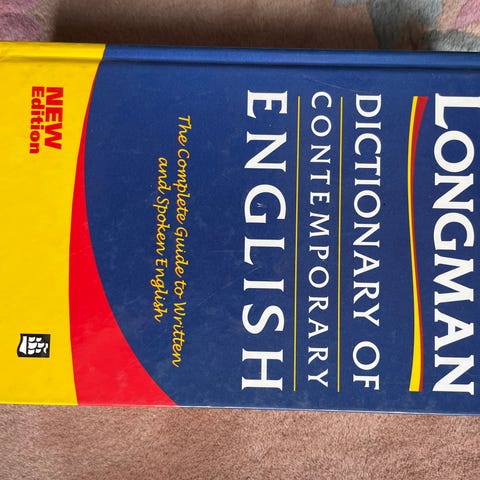 LONGMAN
DICTIONARY OF
CONTEMPORARY
ENGLISH
The Complete Guide to Written
and Spoken English
NEW
Edition